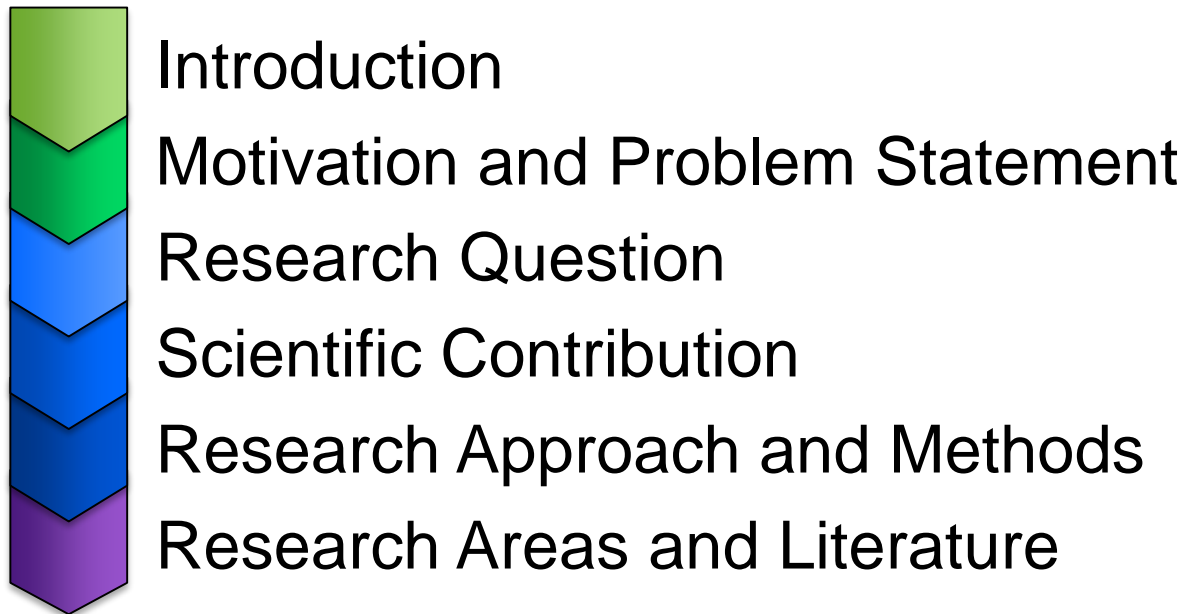 Introduction
Motivation and Problem Statement
Research Question
Scientific Contribution
Research Approach and Methods
Research Areas and Literature